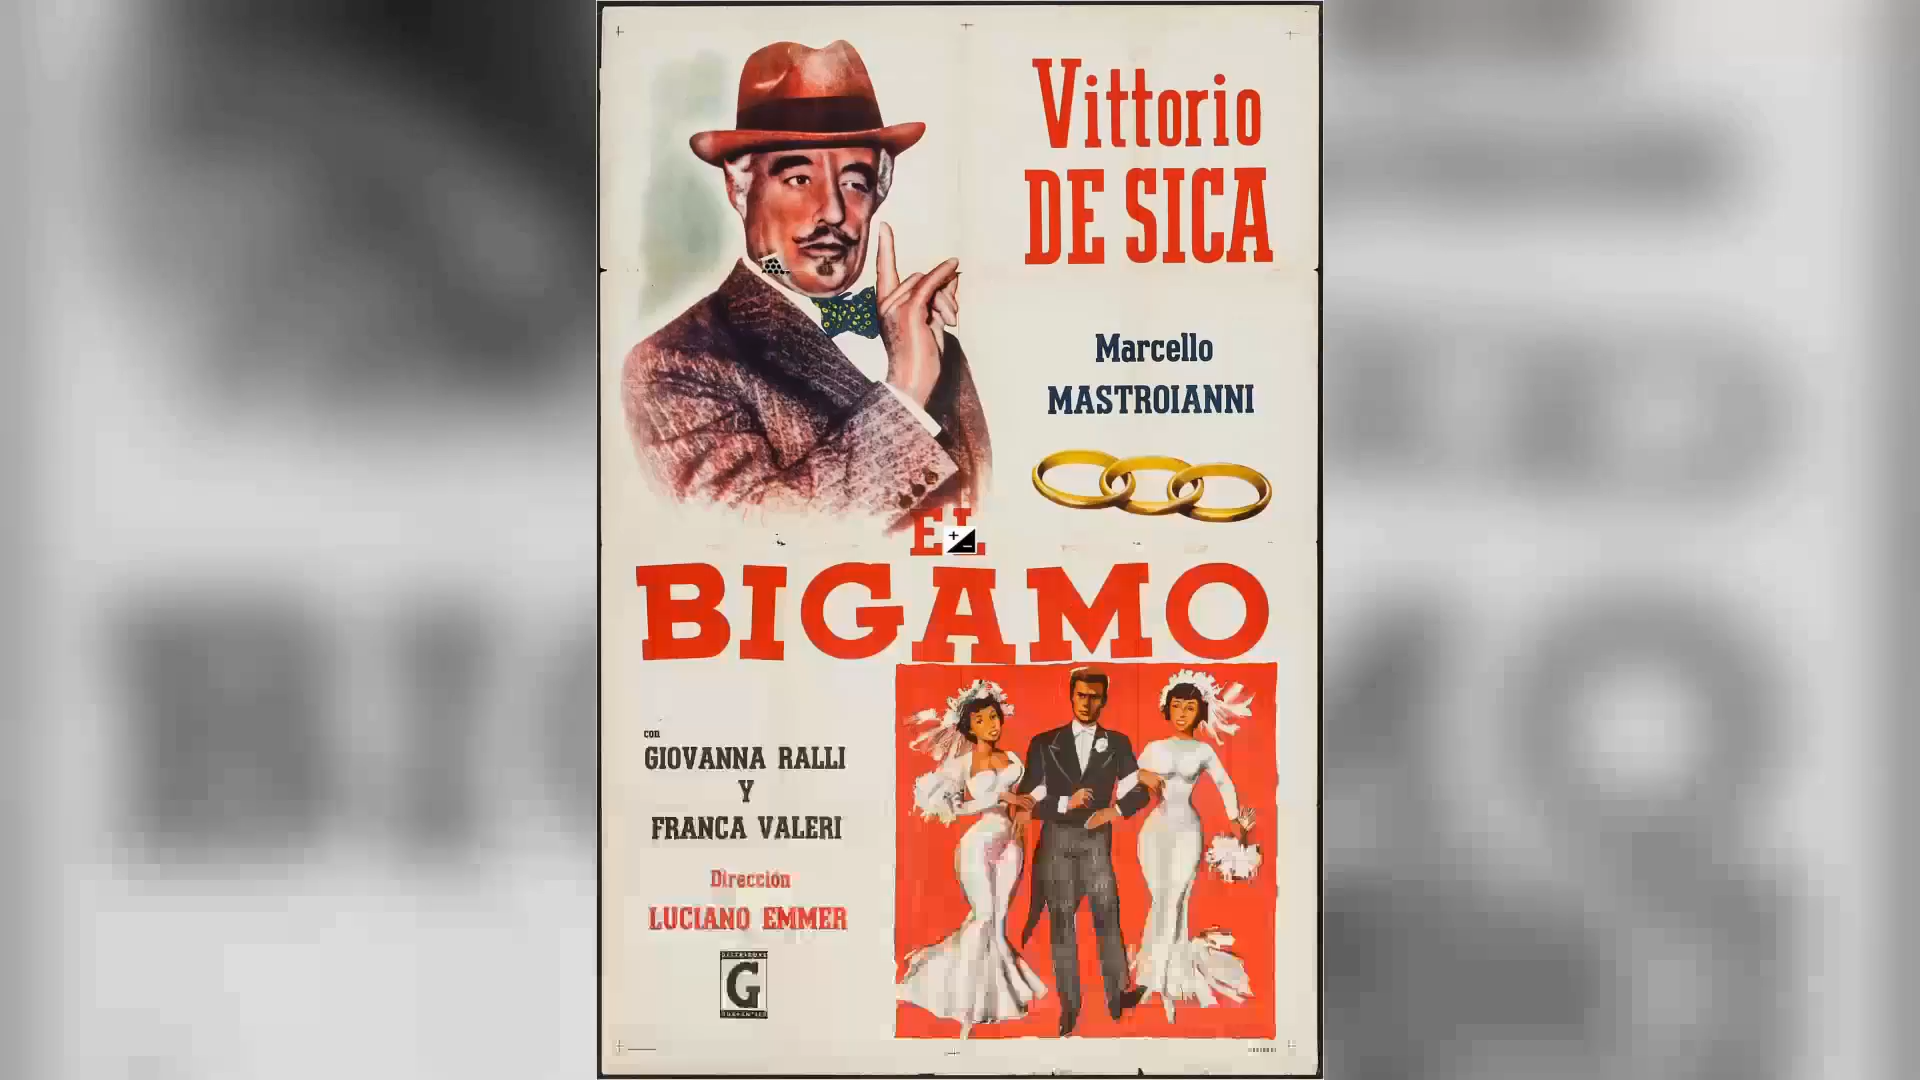 Vittorio
DE SICA
Marcello
MASTROIANNI
EL
BIGAMO
con
GIOVANNA RALLI
Y
FRANCA VALERI
Dirección
LUCIANO EMMER
G